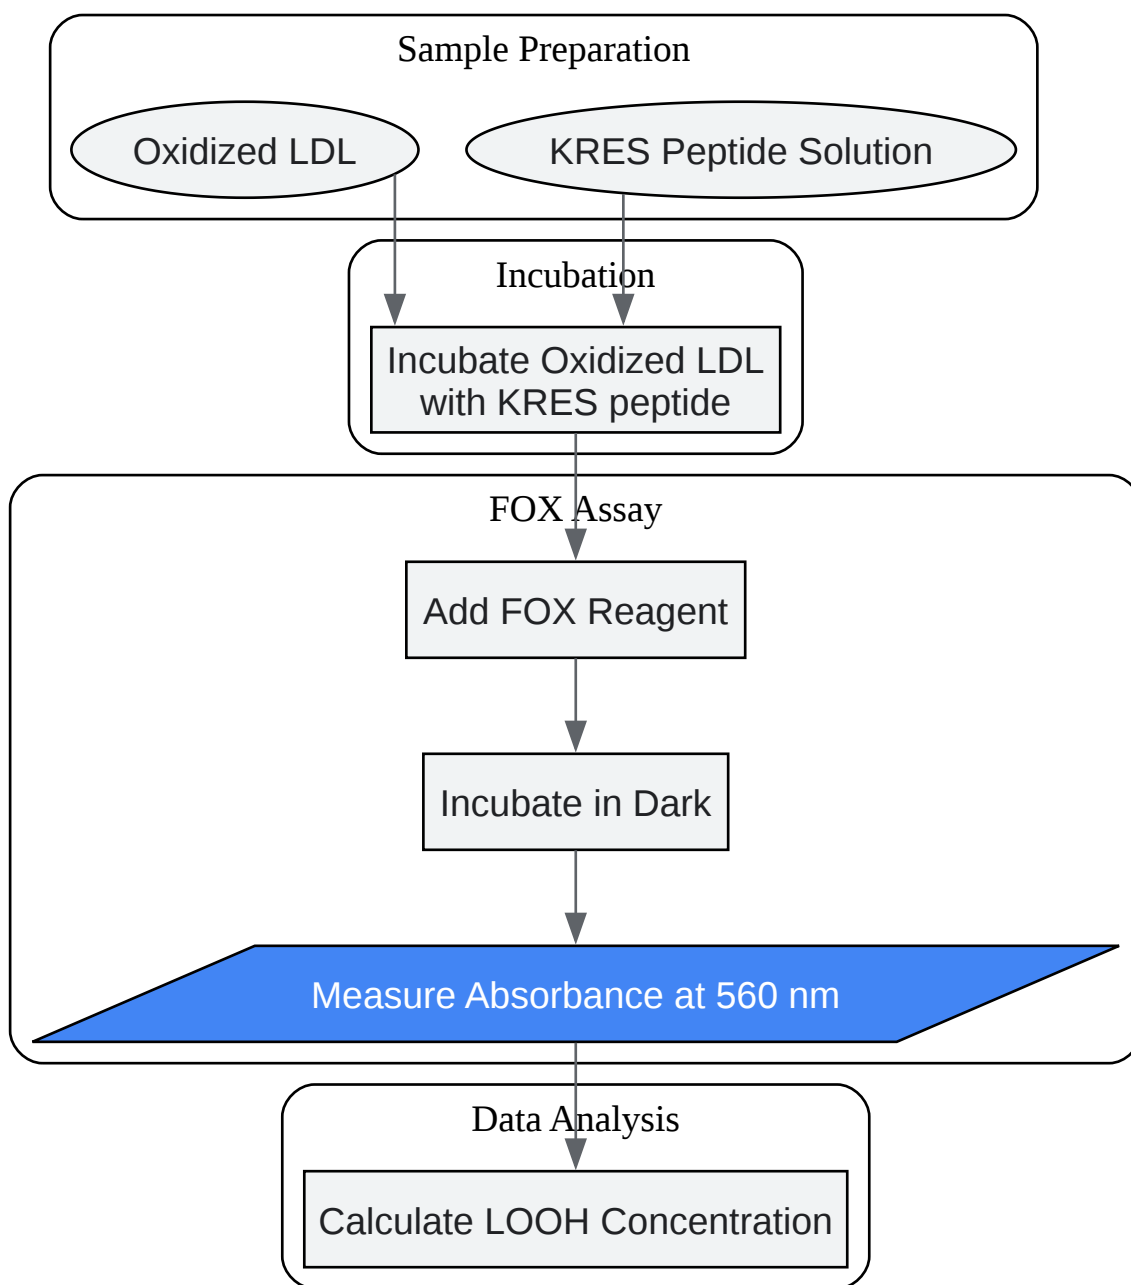 Sample Preparation
Oxidized LDL
KRES Peptide Solution
Incubation
Incubate Oxidized LDL
with KRES peptide
FOX Assay
Add FOX Reagent
Incubate in Dark
Measure Absorbance at 560 nm
Data Analysis
Calculate LOOH Concentration